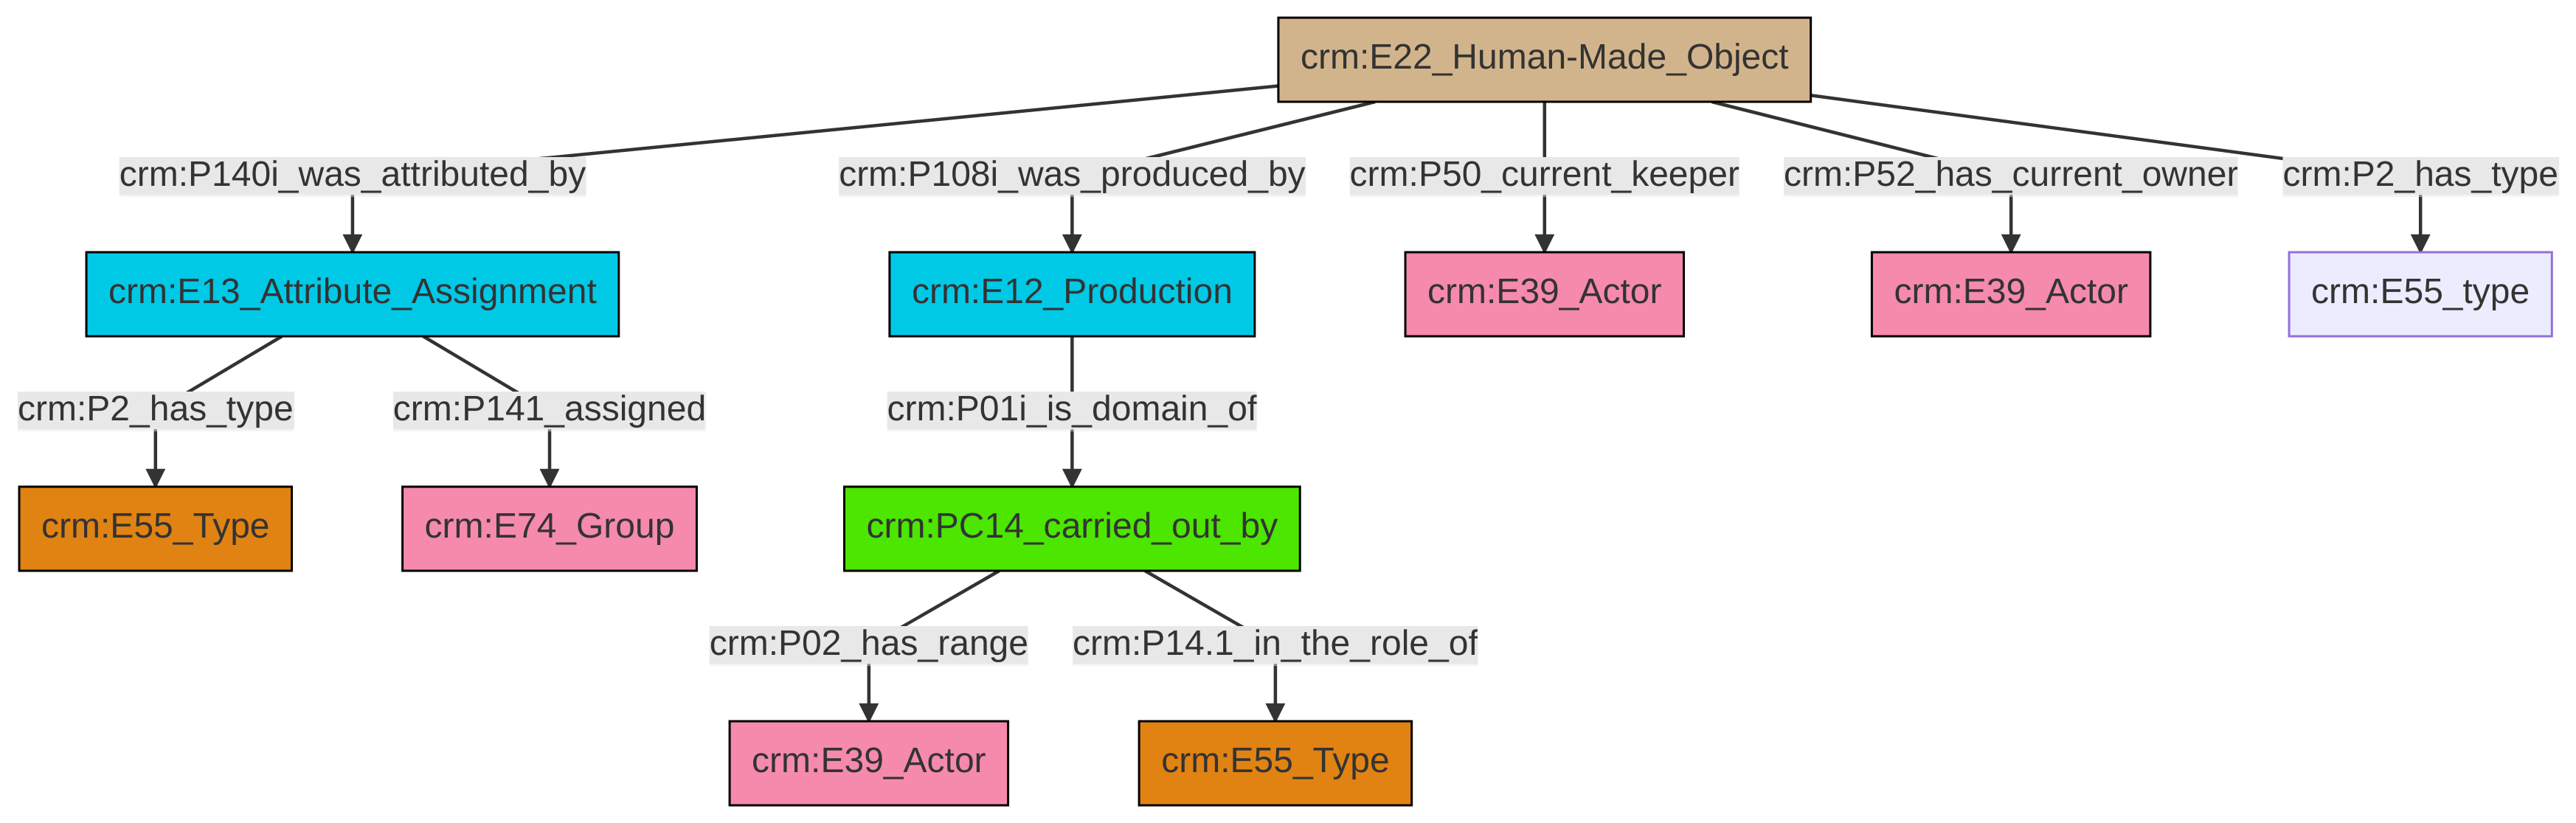 crm:E22_Human-Made_Object
crm:P140i_was_attributed_by
crm:P108i_was_produced_by
crm:P50_current_keeper
crm:P52_has_current_owner
crm:P2_has_type
crm:E13_Attribute_Assignment
crm:E12_Production
crm:E39_Actor
crm:E39_Actor
crm:E55_type
crm:P2_has_type
crm:P141_assigned
crm:P01i_is_domain_of
crm:E55_Type
crm:E74_Group
crm:PC14_carried_out_by
crm:P02_has_range
crm:P14.1_in_the_role_of
crm:E39_Actor
crm:E55_Type